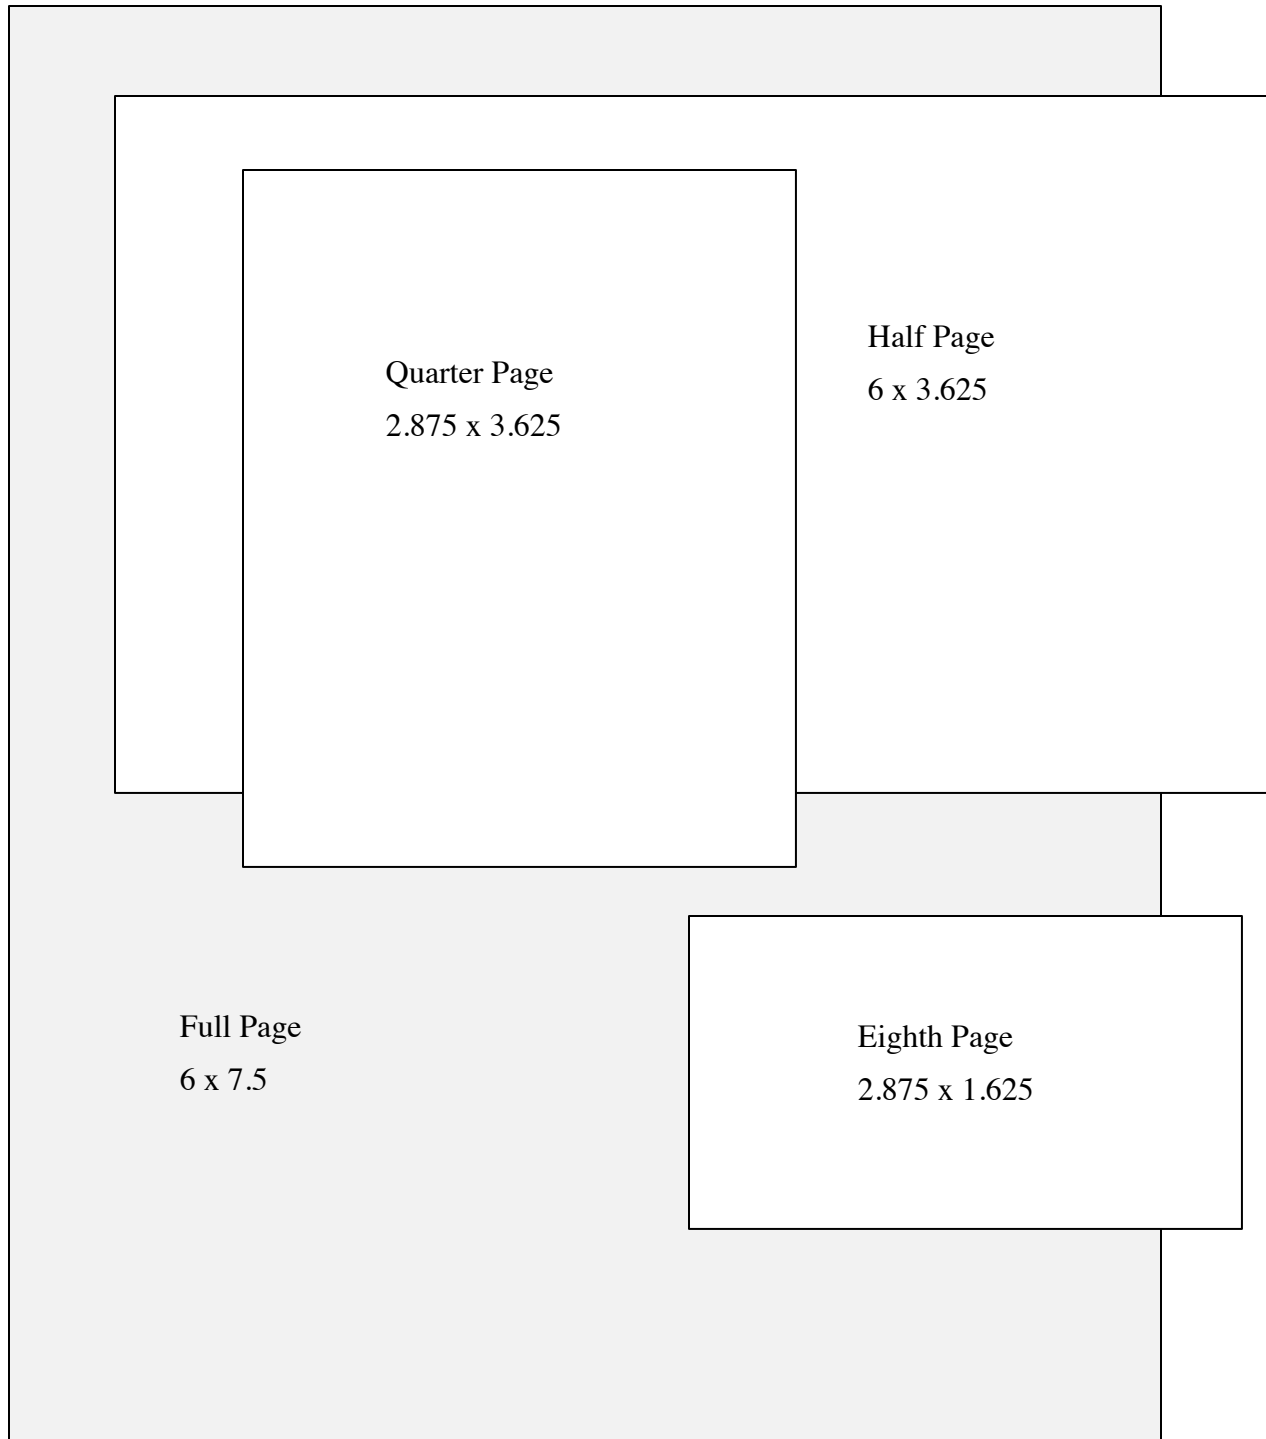 Half Page
6 x 3.625
Quarter Page
2.875 x 3.625
Full Page
6 x 7.5
Eighth Page
2.875 x 1.625